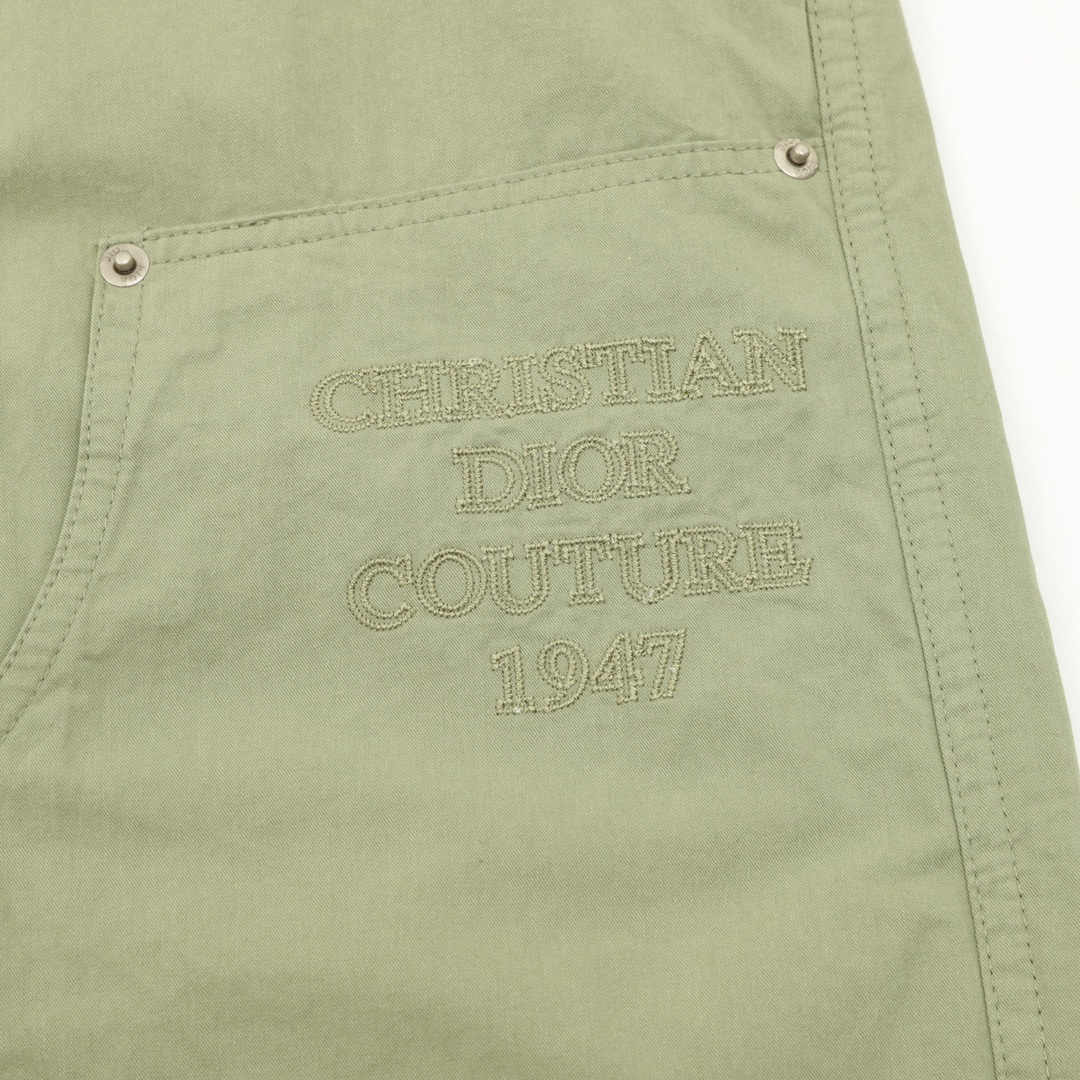 CHRISTIAN
DIOR
COUTURE
1947